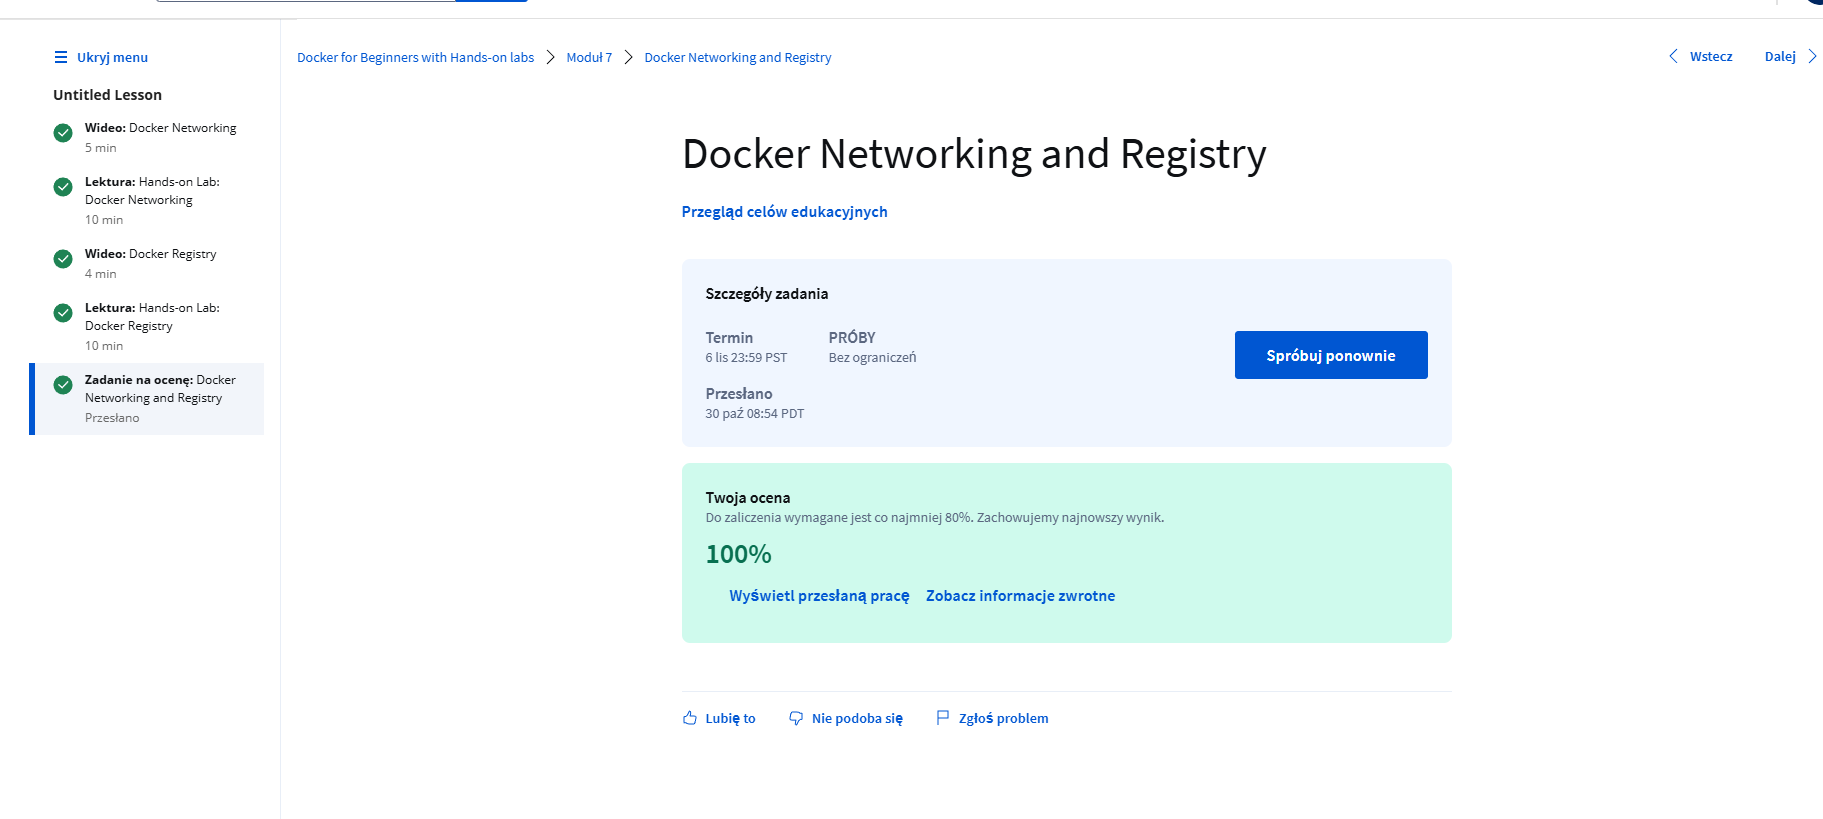 Ukryj menu
Untitled Lesson
Wideo: Docker Networking
5 min
Lektura: Hands-on Lab:
Docker Networking
10 min
Wideo: Docker Registry
4 min
Lektura: Hands-on Lab:
Docker Registry
10 min
Zadanie na ocenę: Docker
Networking and Registry
Przesłano
Docker for Beginners with Hands-on labs
Moduł 7
Docker Networking and Registry
Wstecz
Dalej
Docker Networking and Registry
Przegląd celów edukacyjnych
Szczegóły zadania
Termin
6 lis 23:59 PST
PRÓBY
Bez ograniczeń
Przesłano
30 paź 08:54 PDT
Spróbuj ponownie
Twoja ocena
Do zaliczenia wymagane jest co najmniej 80%. Zachowujemy najnowszy wynik.
100%
Wyświetl przesłaną pracę
Zobacz informacje zwrotne
Lubię to
Nie podoba się
Zgłoś problem